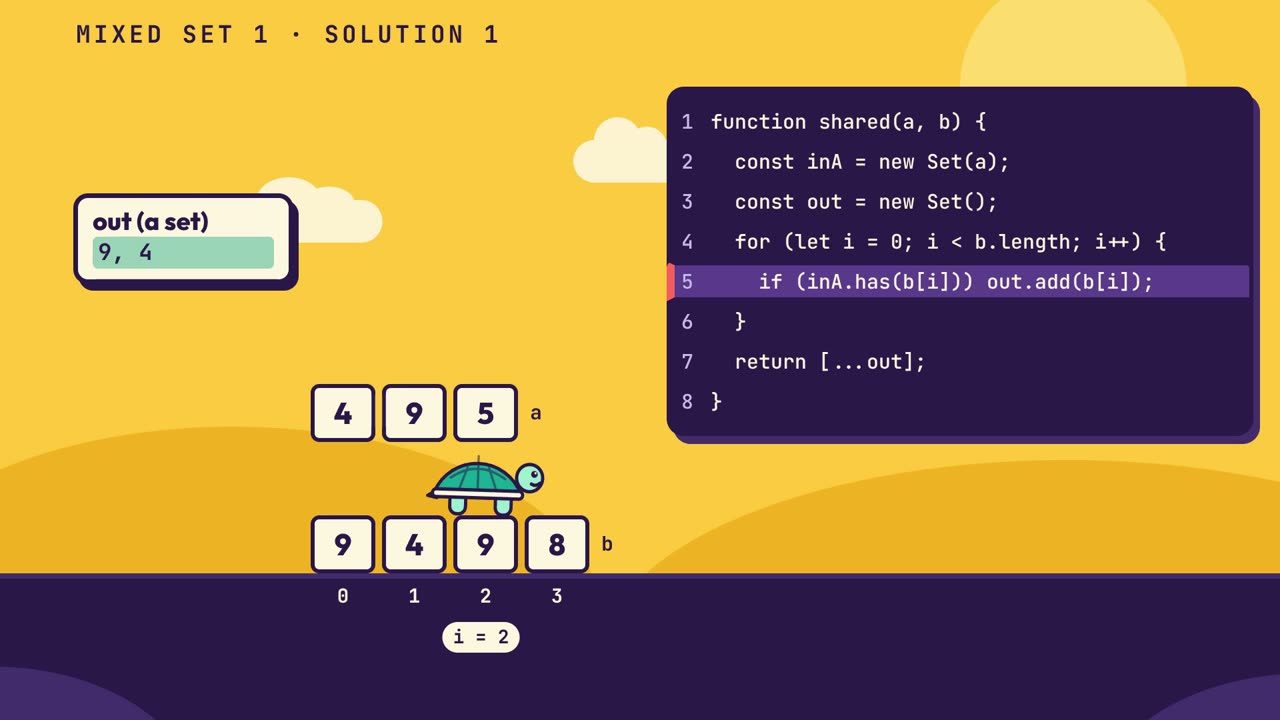 MIXED SET 1 · SOLUTION 1
out (a set)
9, 4
1 function shared(a, b) {
2   const inA = new Set(a);
3   const out = new Set();
4   for (let i = 0; i < b.length; i++) {
5     if (inA.has(b[i])) out.add(b[i]);
6   }
7   return [...out];
8 }
4 9 5 a
9 4 9 8 b
0 1 2 3
i = 2